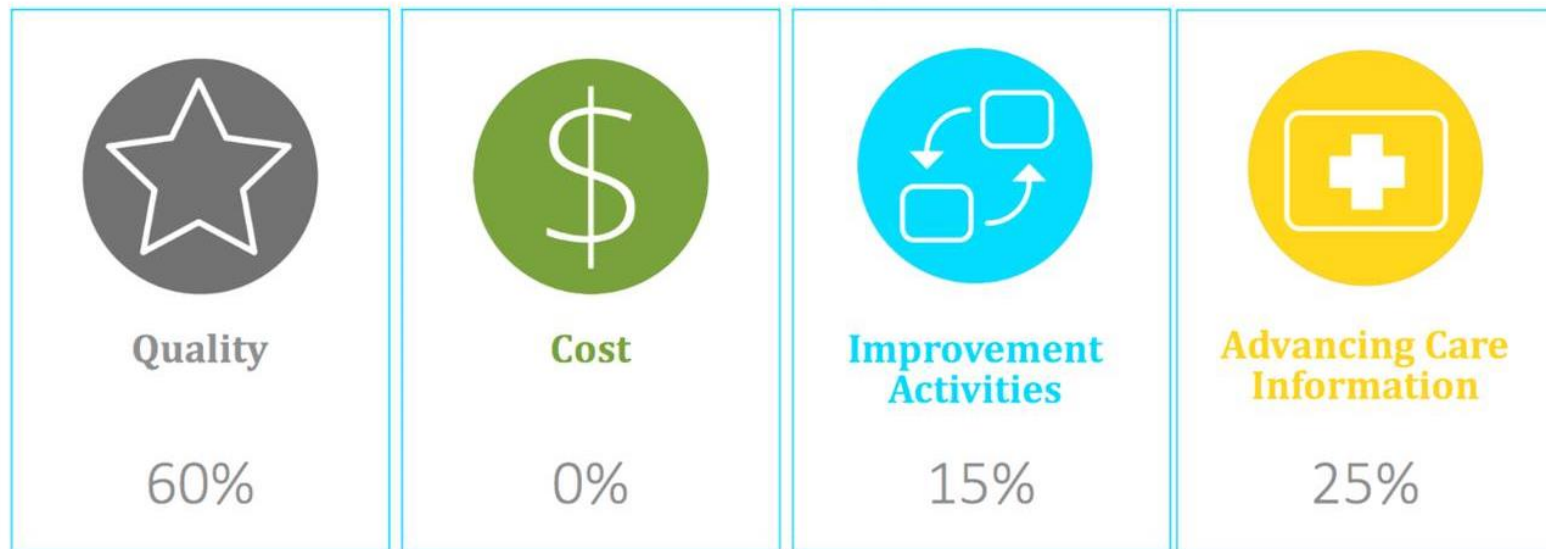 Quality
60%
Cost
0%
Improvement
Activities
15%
Advancing Care
Information
25%